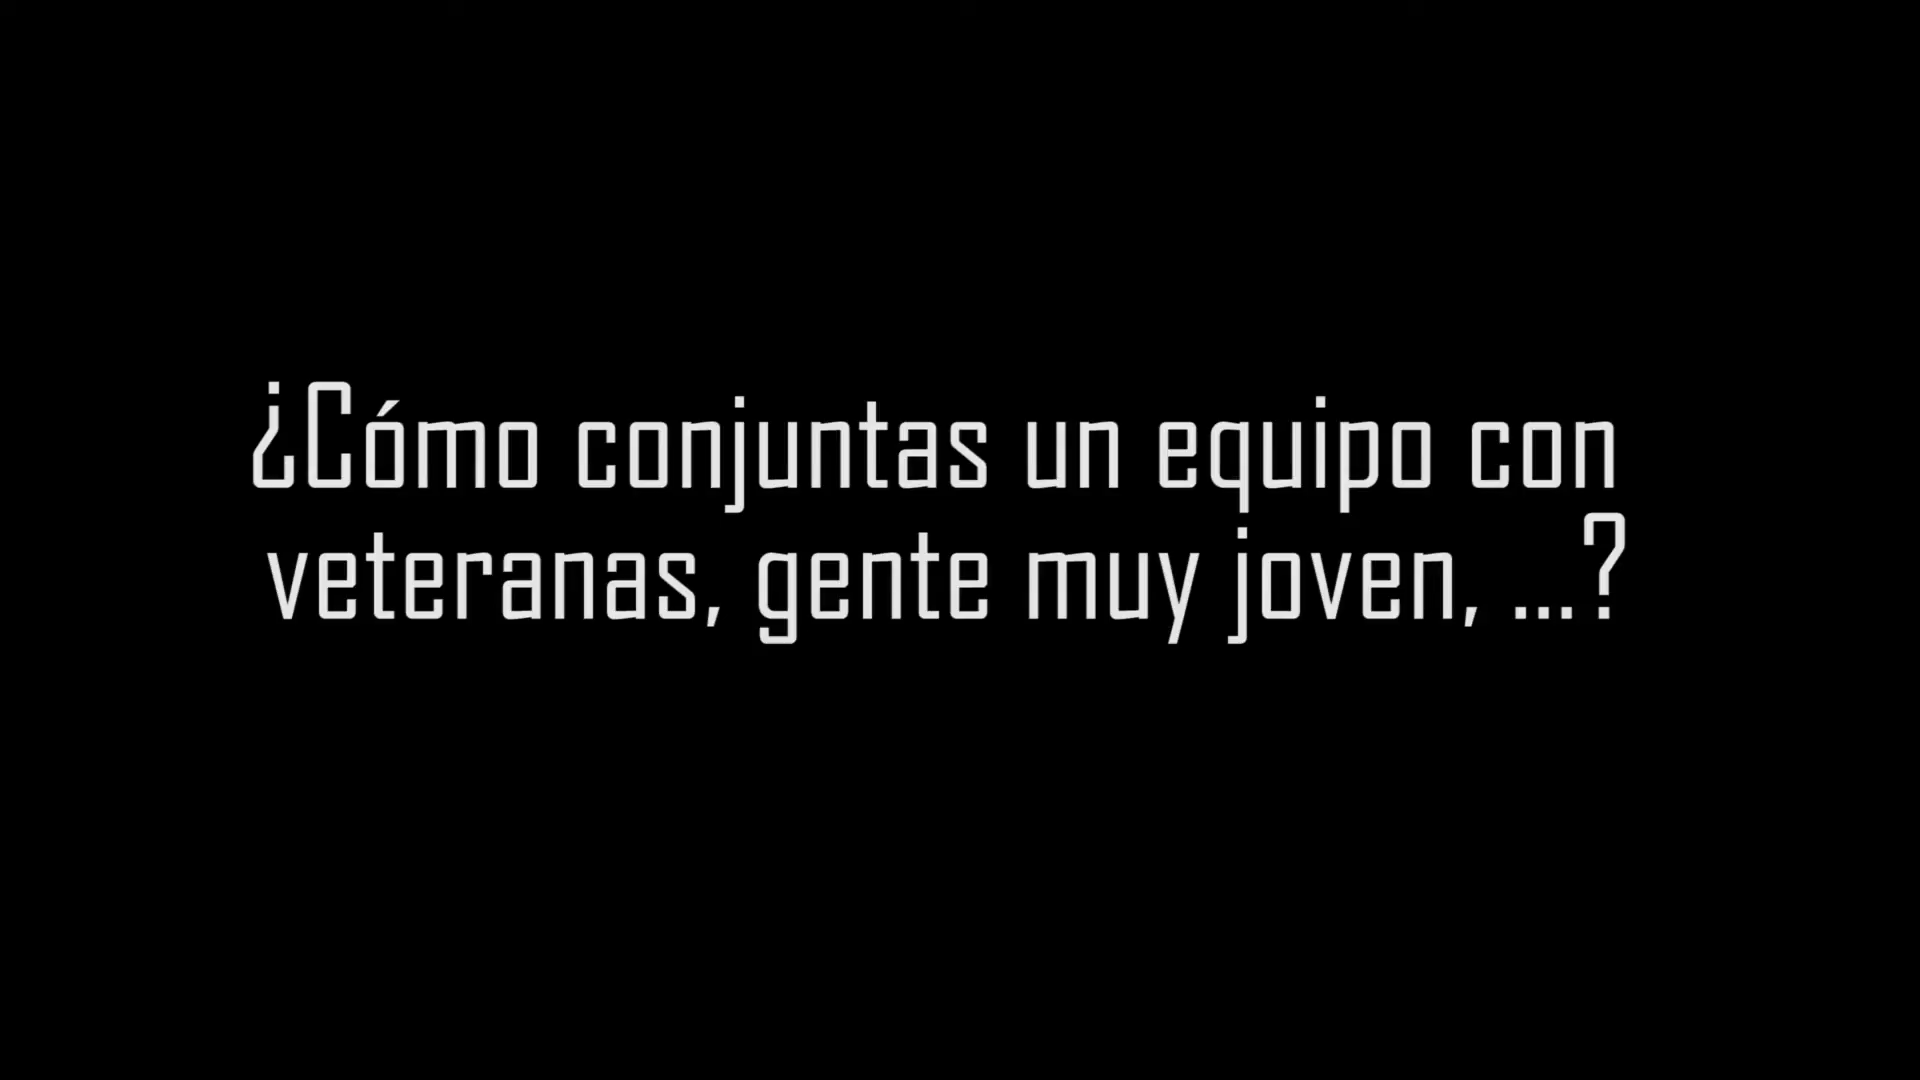 ¿Cómo conjuntas un equipo con
veteranas, gente muy joven, ...?